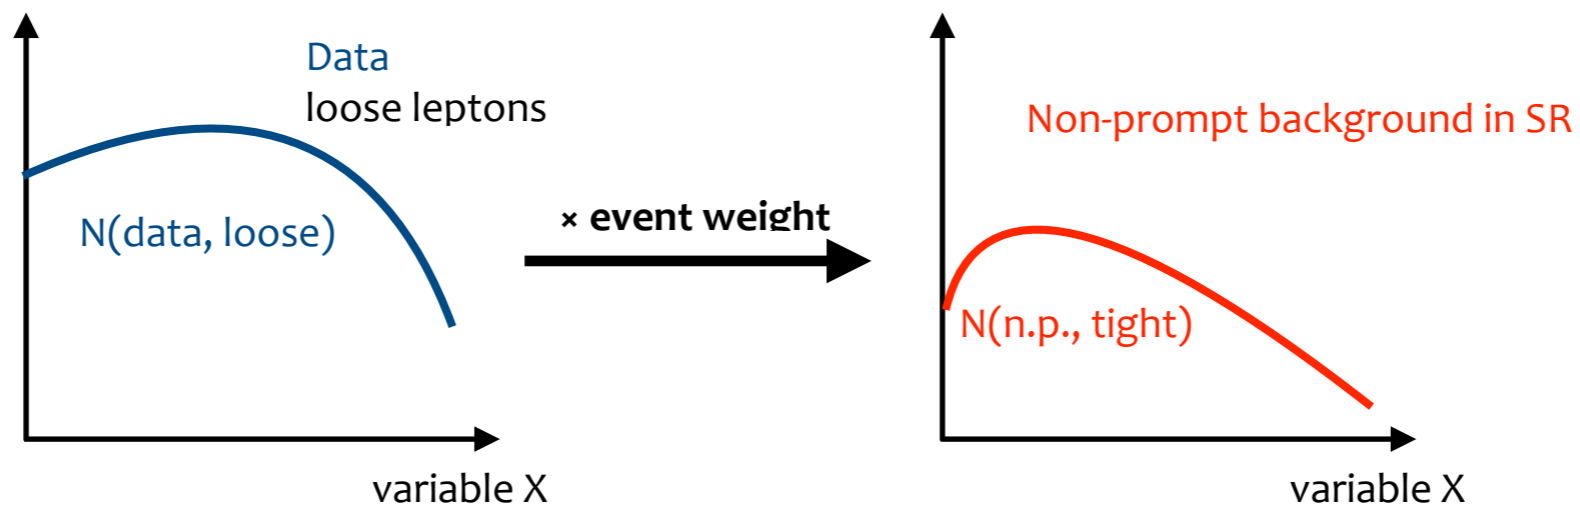 Data
loose leptons
N(data, loose)
variable X
× event weight
Non-prompt background in SR
N(n.p., tight)
variable X